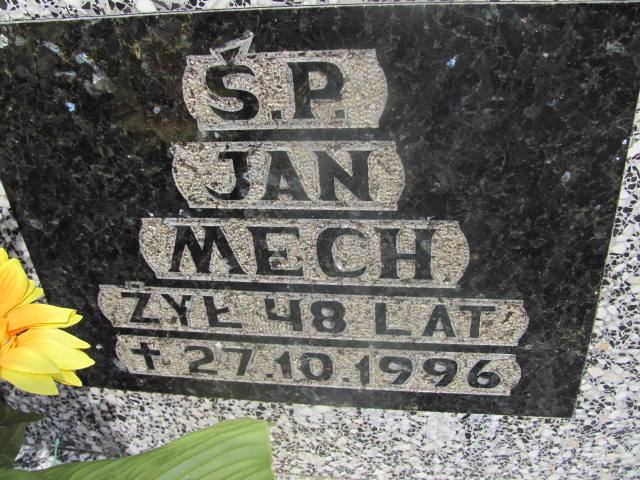 Ś.P.
JAN
MECH
ŻYŁ 48 LAT
✝ 27.10.1996